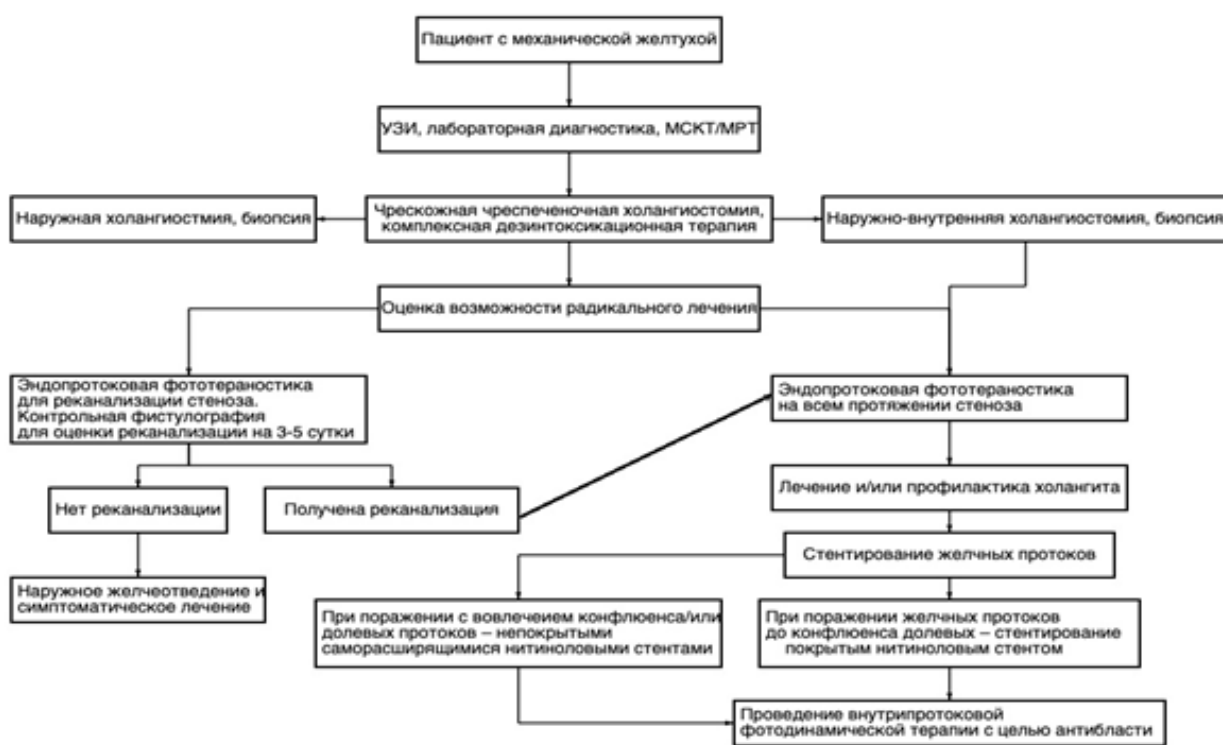 Пациент с механической желтухой
УЗИ, лабораторная диагностика, МСКТ/МРТ
Наружная холангиостмия, биопсия
Чрескожная чреспеченочная холангиостомия,
комплексная дезинтоксикационная терапия
Наружно-внутренняя холангиостомия, биопсия
Оценка возможности радикального лечения
Эндопротоковая фототераностика
для реканализации стеноза.
Контрольная фистулография
для оценки реканализации на 3-5 сутки
Эндопротоковая фототераностика
на всем протяжении стеноза
Нет реканализации
Получена реканализация
Лечение и/или профилактика холангита
Стентирование желчных протоков
Наружное желчеотведение и
симптоматическое лечение
При поражении с вовлечеием конфлюенса/или
долевых протоков – непокрытыми
саморасширящимися нитиноловыми стентами
При поражении желчных протоков
до конфлюенса долевых – стентирование
покрытым нитиноловым стентом
Проведение внутрипротоковой
фотодинамической терапии с целью антибласти